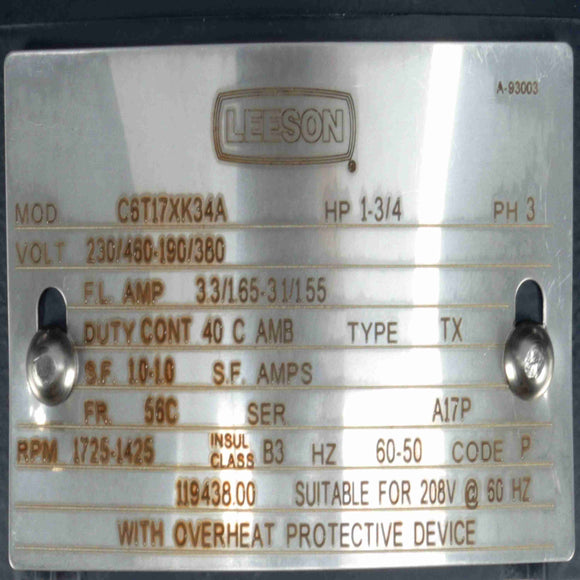 A-93003
LEESON
MOD C6T17XK34A HP 1-3/4 PH 3
VOLT 230/460-190/380
F.L. AMP 3.3/1.65-3.1/1.55
DUTY CONT 40 C AMB TYPE TX
S.F. 1.0-1.0 S.F. AMPS
FR. 56C SER A17P
RPM 1725-1425 INSUL CLASS B3 HZ 60-50 CODE P
119438.00 SUITABLE FOR 208V @ 60 HZ
WITH OVERHEAT PROTECTIVE DEVICE